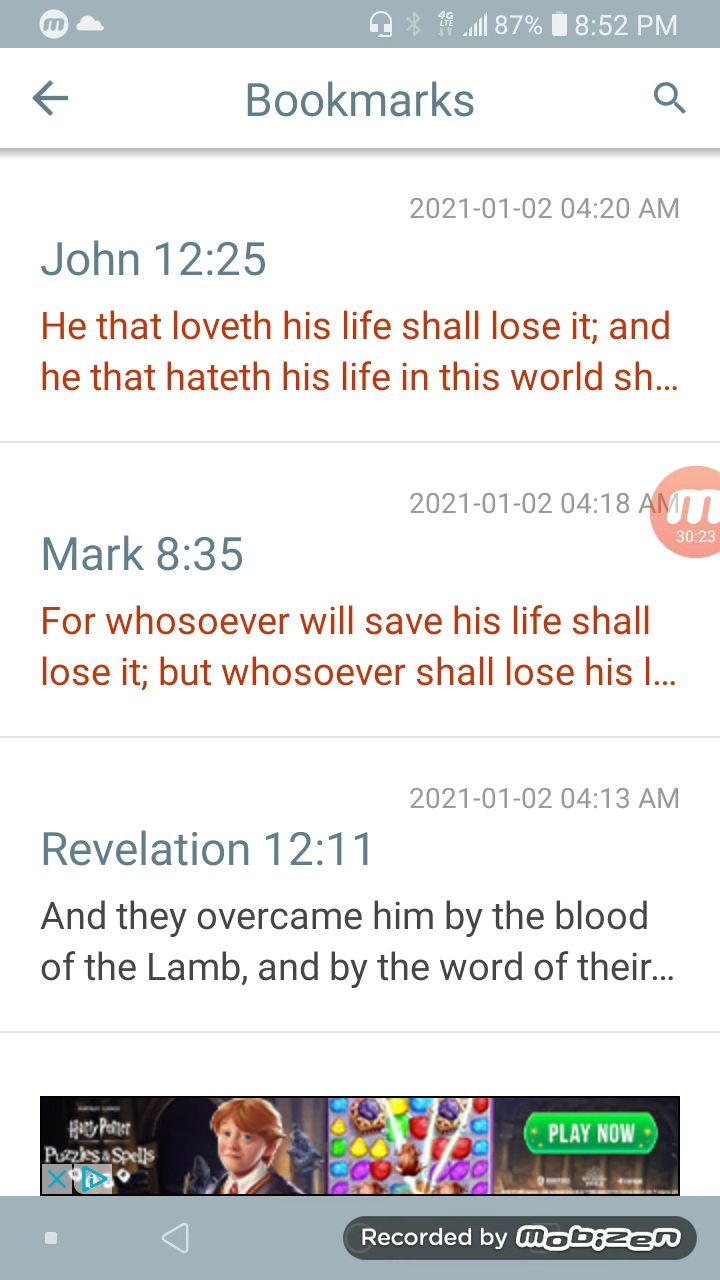 4G
LTE
87%
8:52 PM
Bookmarks
2021-01-02 04:20 AM
John 12:25
He that loveth his life shall lose it; and
he that hateth his life in this world sh...
2021-01-02 04:18 AM
30:23
Mark 8:35
For whosoever will save his life shall
lose it; but whosoever shall lose his l...
2021-01-02 04:13 AM
Revelation 12:11
And they overcame him by the blood
of the Lamb, and by the word of their...
Harry Potter
Puzzles & Spells
PLAY NOW
Recorded by mobizen